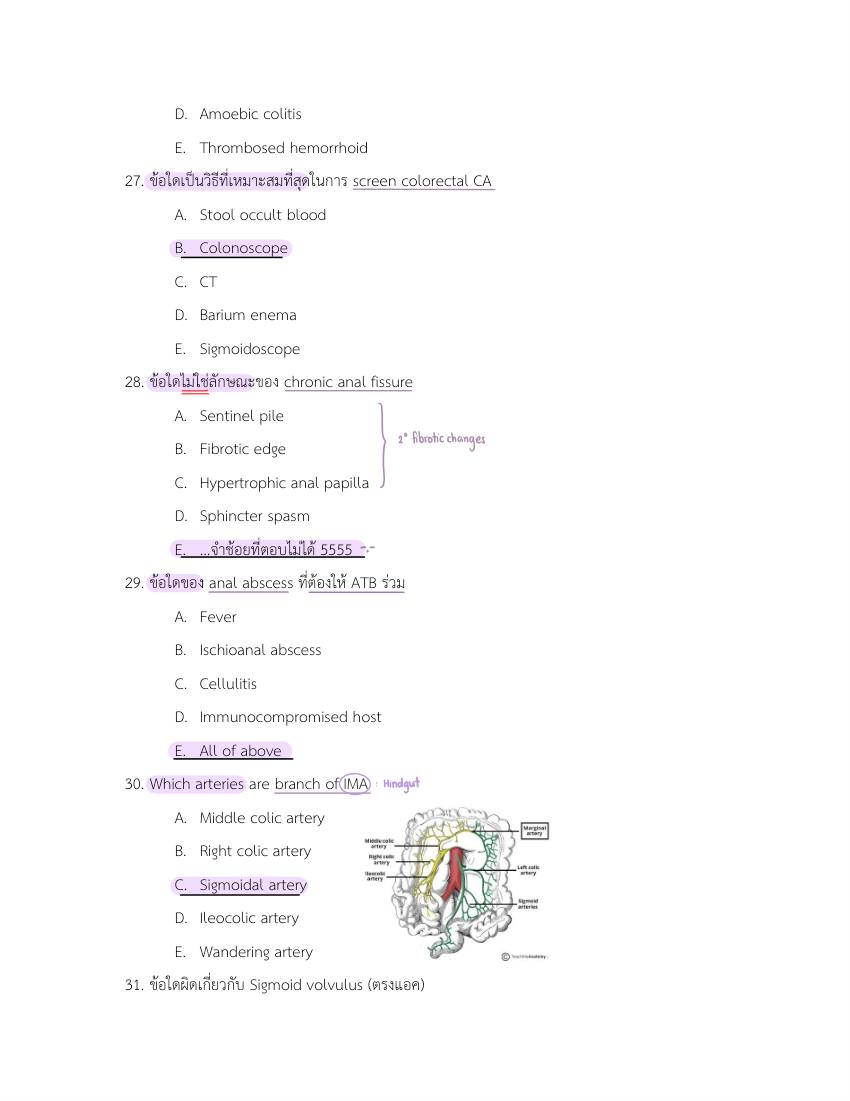 D. Amoebic colitis
E. Thrombosed hemorrhoid
27. ข้อใดเป็นวิธีที่เหมาะสมที่สุดในการ screen colorectal CA
A. Stool occult blood
B. Colonoscope
C. CT
D. Barium enema
E. Sigmoidoscope
28. ข้อใดไม่ใช่ลักษณะของ chronic anal fissure
A. Sentinel pile
B. Fibrotic edge
2° fibrotic changes
C. Hypertrophic anal papilla
D. Sphincter spasm
E. ...จำช้อยที่ตอบไม่ได้ 5555
29. ข้อใดของ anal abscess ที่ต้องให้ ATB ร่วม
A. Fever
B. Ischioanal abscess
C. Cellulitis
D. Immunocompromised host
E. All of above
30. Which arteries are branch of IMA : Hindgut
A. Middle colic artery
B. Right colic artery
C. Sigmoidal artery
D. Ileocolic artery
E. Wandering artery
Marginal
artery
Middle colic
artery
Right colic
artery
Ileocolic
artery
Left colic
artery
Sigmoid
arteries
© TeachMeAnatomy
31. ข้อใดผิดเกี่ยวกับ Sigmoid volvulus (ตรงแอค)